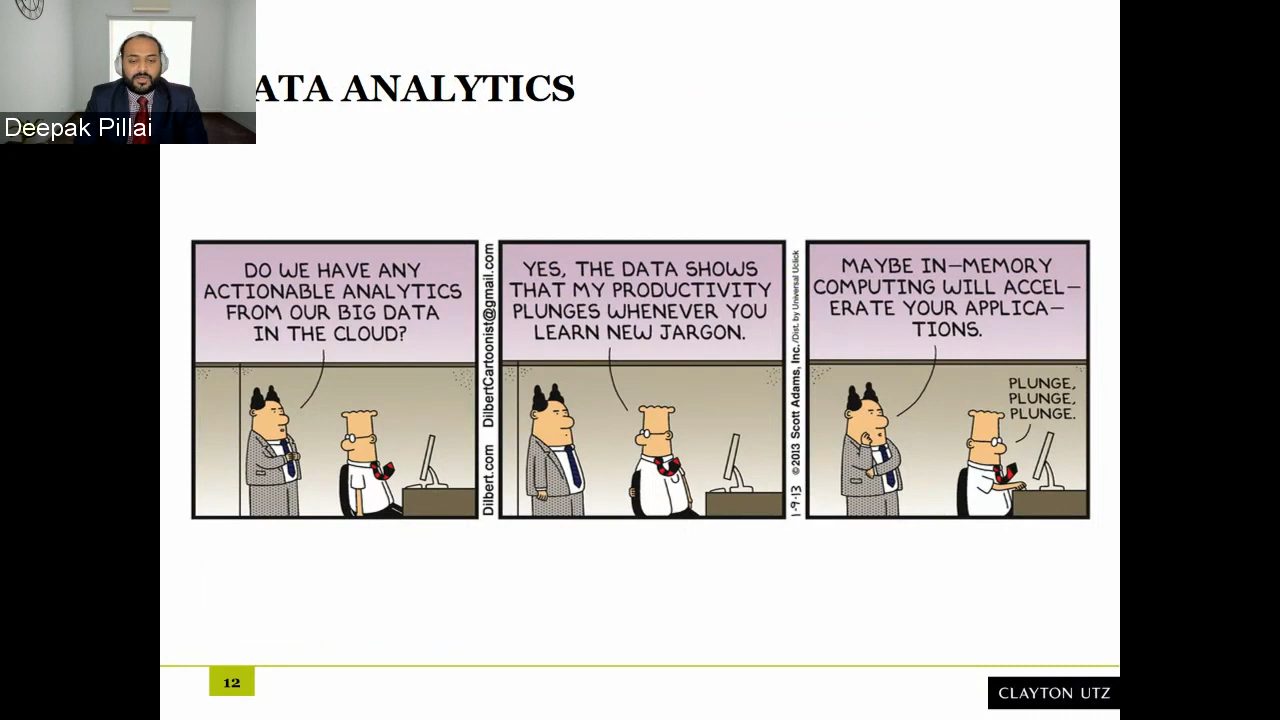 ATA ANALYTICS
Deepak Pillai
DO WE HAVE ANY
ACTIONABLE ANALYTICS
FROM OUR BIG DATA
IN THE CLOUD?
Dilbert.com DilbertCartoonist@gmail.com
YES, THE DATA SHOWS
THAT MY PRODUCTIVITY
PLUNGES WHENEVER YOU
LEARN NEW JARGON.
1-9-13 ©2013 Scott Adams, Inc. /Dist. by Universal Uclick
MAYBE IN-MEMORY
COMPUTING WILL ACCEL-
ERATE YOUR APPLICA-
TIONS.
PLUNGE,
PLUNGE,
PLUNGE.
12
CLAYTON UTZ